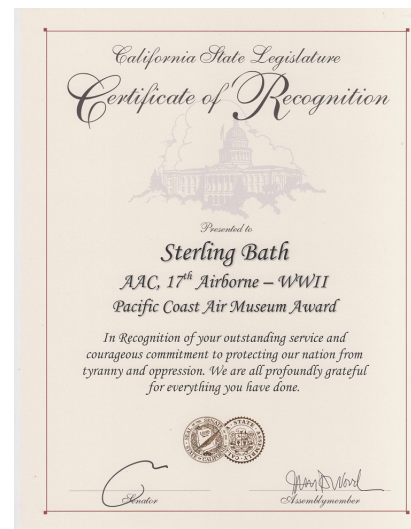 California State Legislature
Certificate of Recognition
Presented to
Sterling Bath
AAC, 17th Airborne – WWII
Pacific Coast Air Museum Award
In Recognition of your outstanding service and
courageous commitment to protecting our nation from
tyranny and oppression. We are all profoundly grateful
for everything you have done.
Senator
Assemblymember